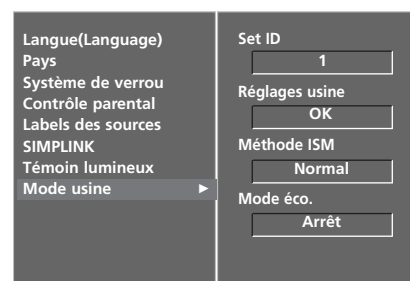 Langue(Language)
Pays
Système de verrou
Contrôle parental
Labels des sources
SIMPLINK
Témoin lumineux
Mode usine ►
Set ID
1
Réglages usine
OK
Méthode ISM
Normal
Mode éco.
Arrêt